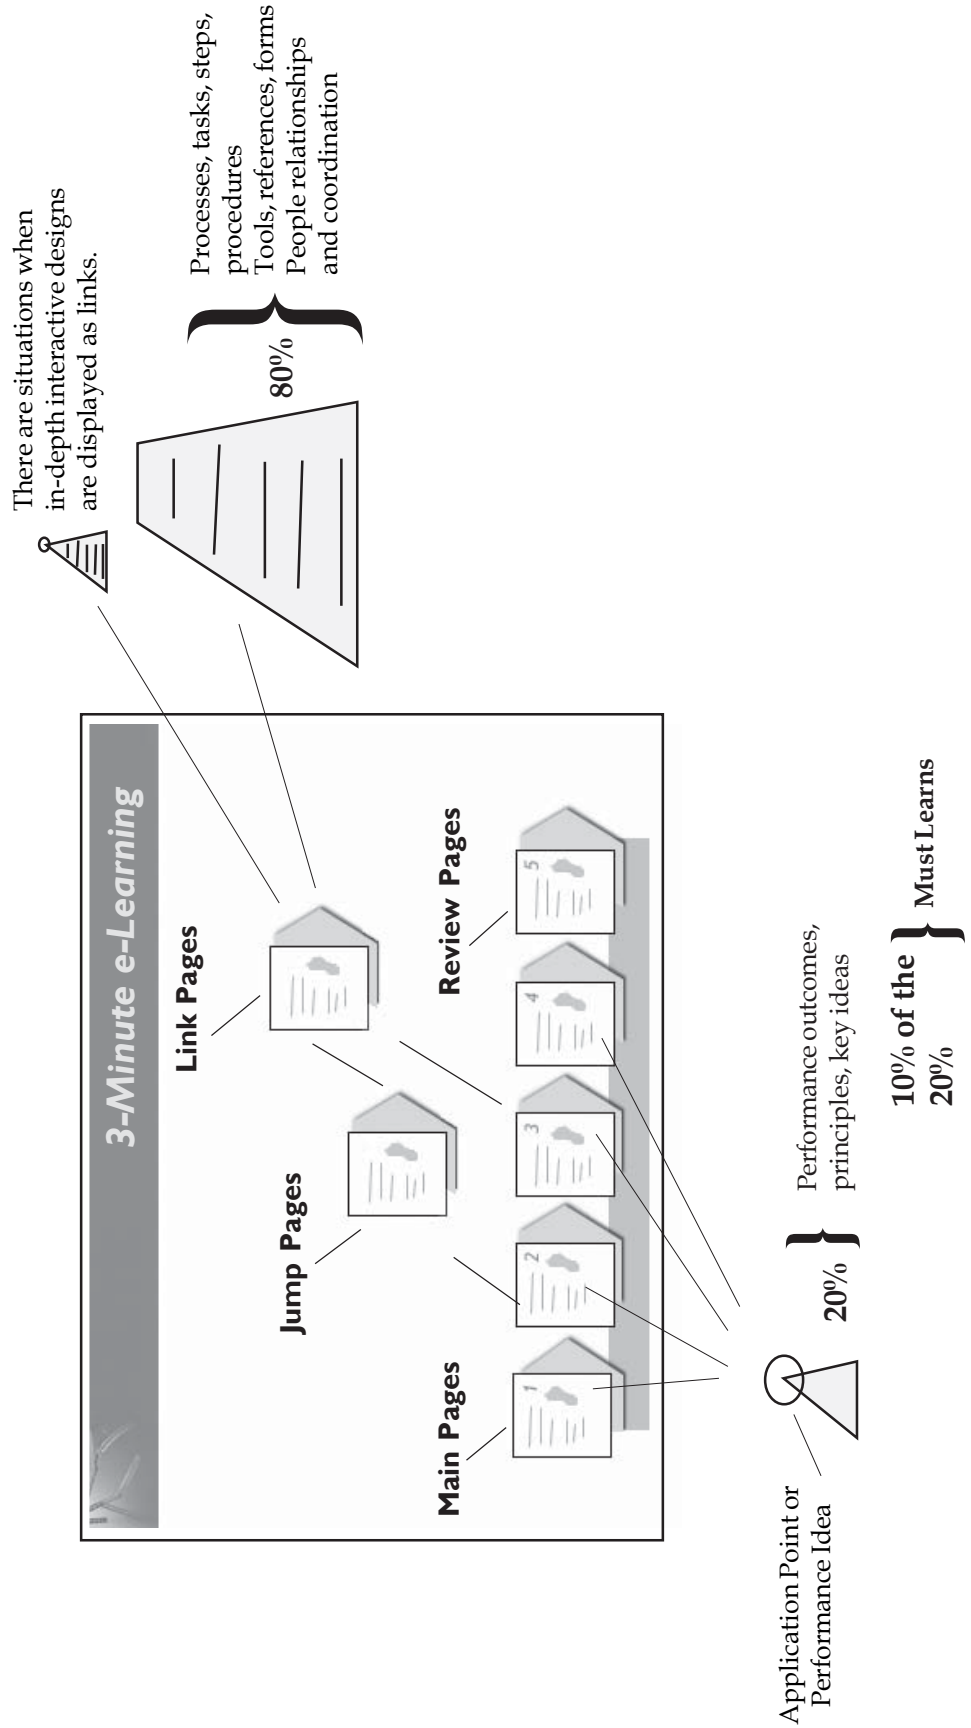 There are situations when
in-depth interactive designs
are displayed as links.
3-Minute e-Learning
Link Pages
Jump Pages
Main Pages
Review Pages
1
2
3
4
5
80%
Processes, tasks, steps,
procedures
Tools, references, forms
People relationships
and coordination
Application Point or
Performance Idea
20%
Performance outcomes,
principles, key ideas
10% of the
20%
Must Learns